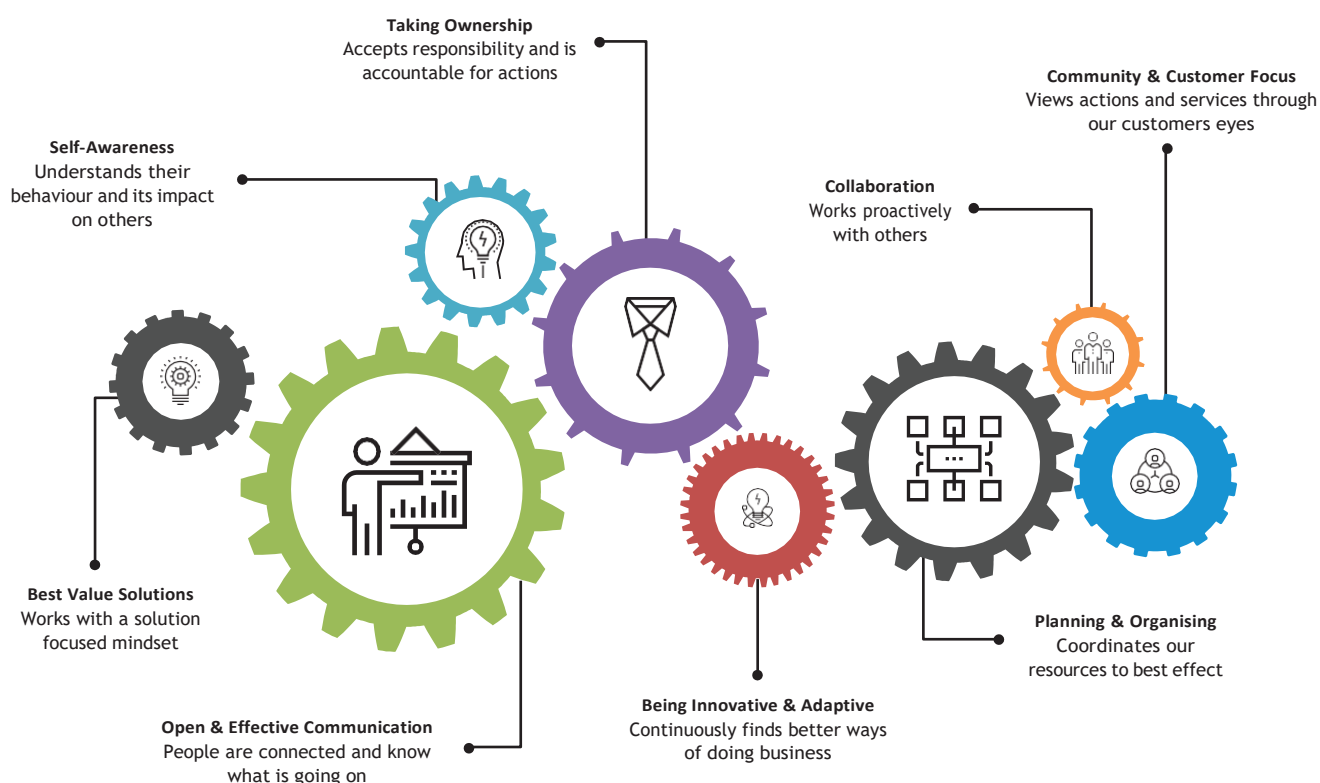 Taking Ownership
Accepts responsibility and is
accountable for actions
Community & Customer Focus
Views actions and services through
our customers eyes
Self-Awareness
Understands their
behaviour and its impact
on others
Collaboration
Works proactively
with others
Best Value Solutions
Works with a solution
focused mindset
Planning & Organising
Coordinates our
resources to best effect
Being Innovative & Adaptive
Continuously finds better ways
of doing business
Open & Effective Communication
People are connected and know
what is going on